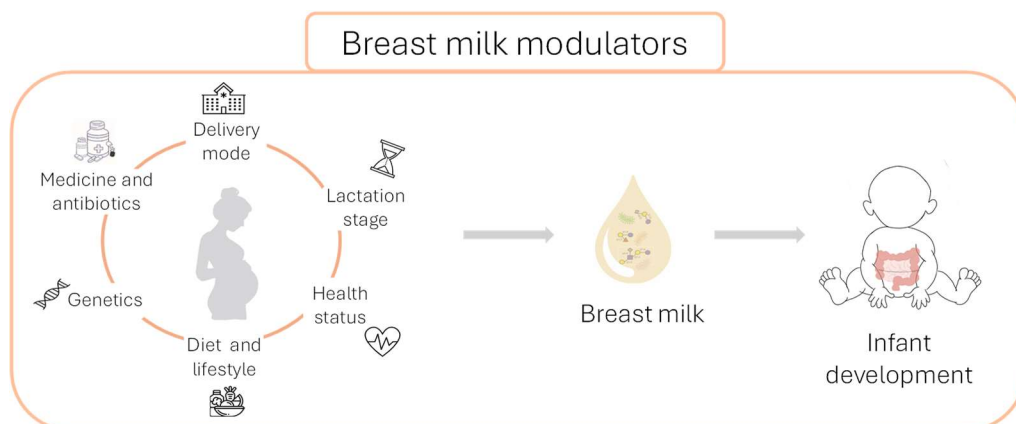 Breast milk modulators
Delivery
mode
Medicine and
antibiotics
Lactation
stage
Genetics
Health
status
Diet and
lifestyle
Breast milk
Infant
development